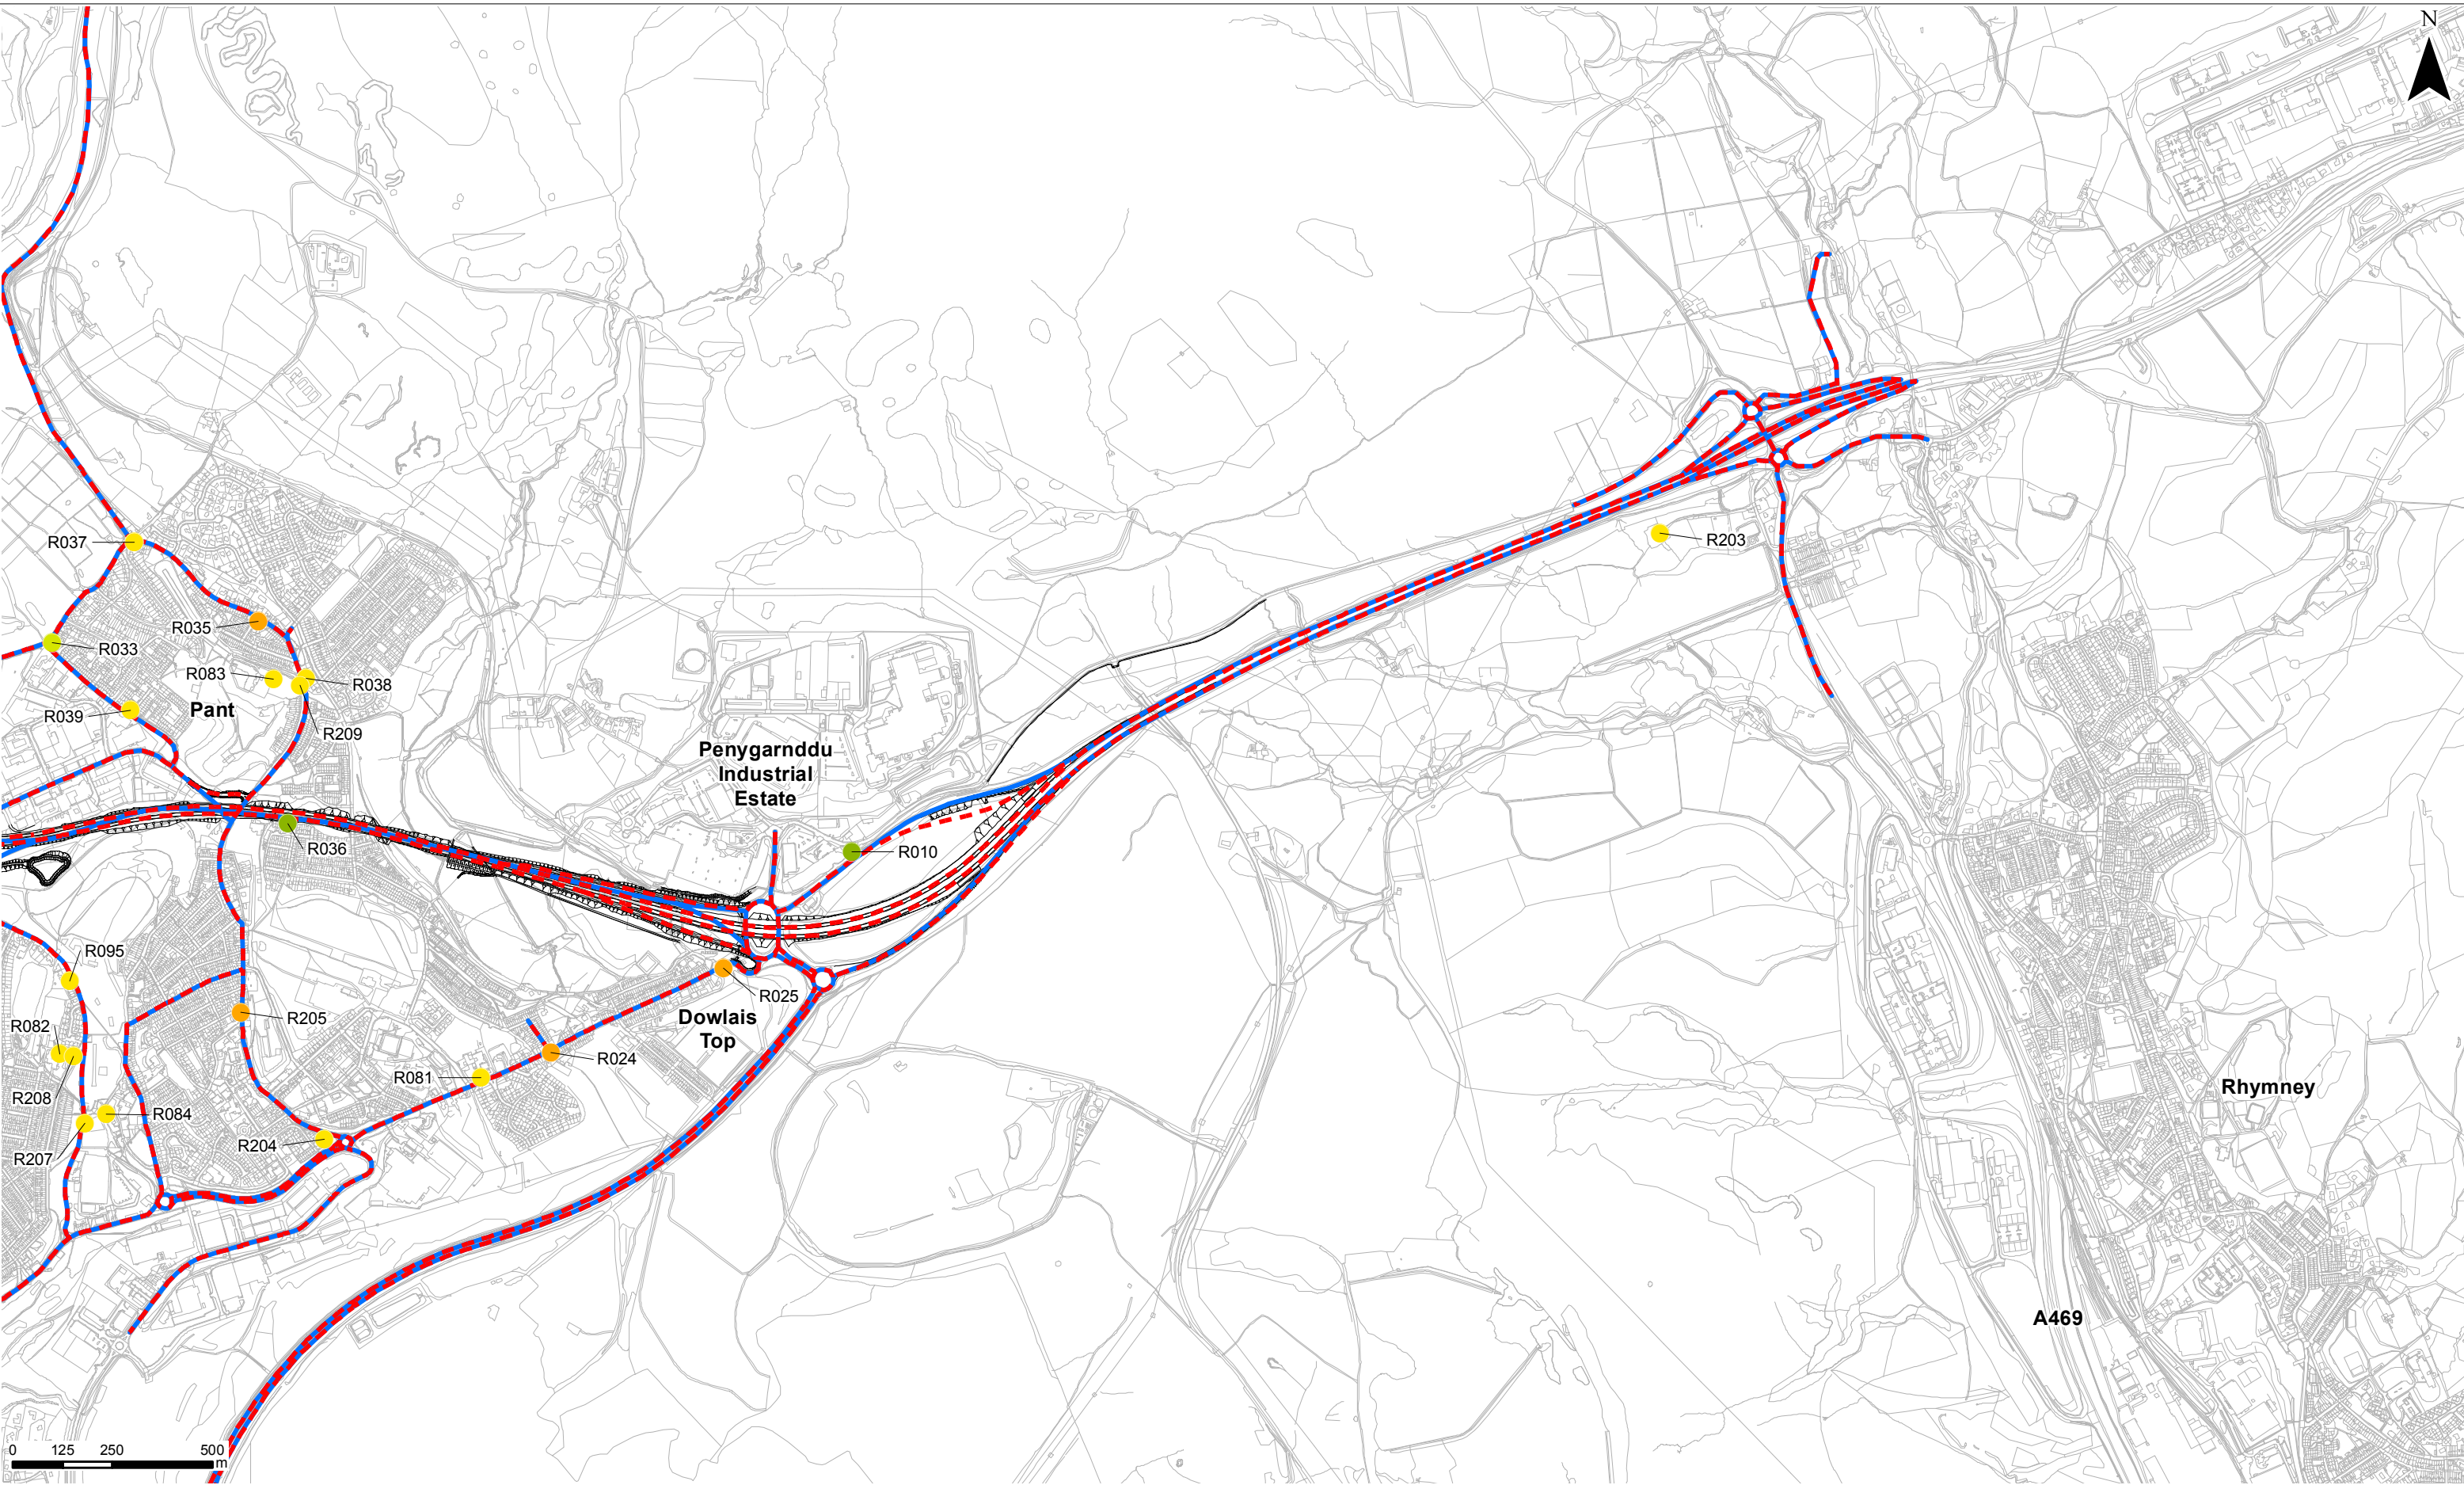 N
R037
R203
R035
R033
R083
R038
R039
Pant
R209
Penygarnddu
Industrial
Estate
R036
R010
R095
R025
R205
R082
Dowlais
Top
R024
R081
R208
R084
Rhymney
R204
R207
A469
0 125 250 500
m